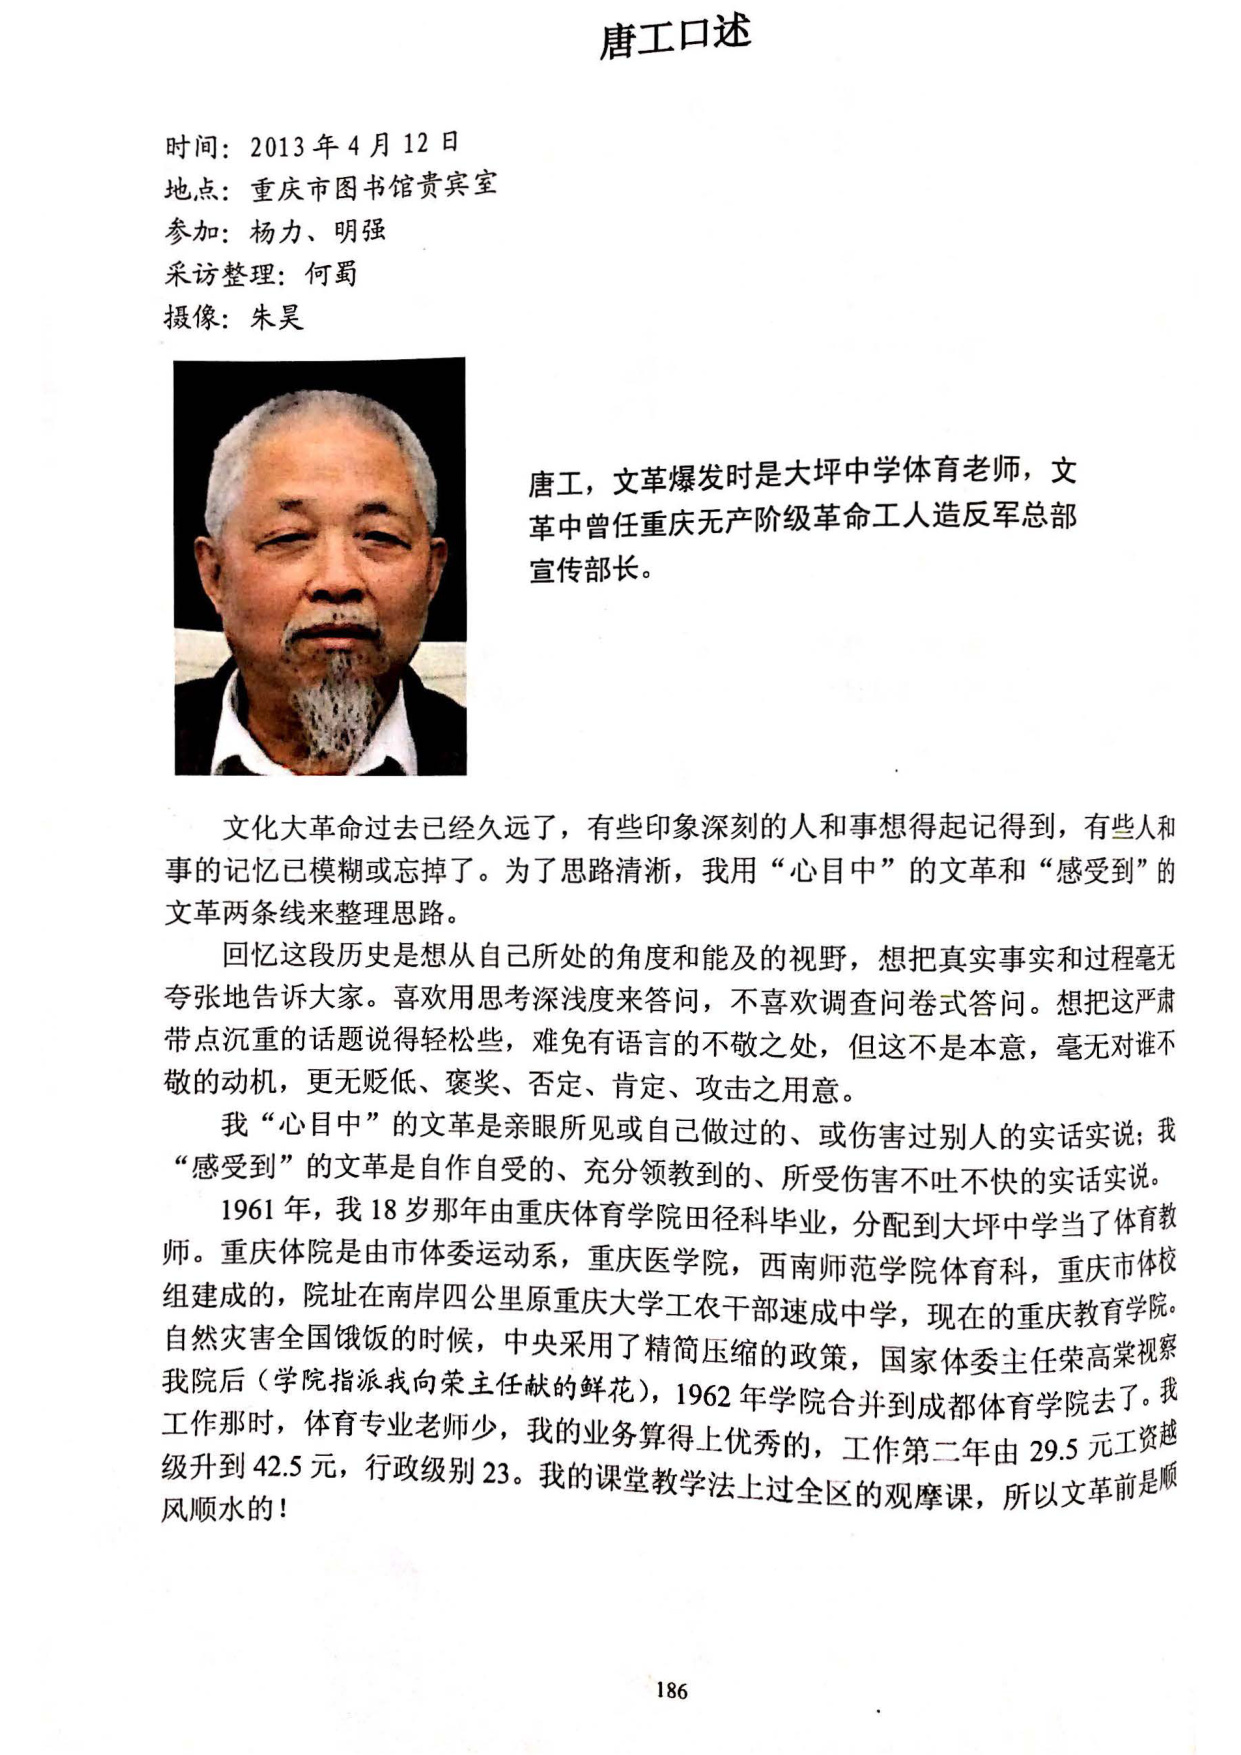 唐工口述
时间：2013年4月12日
地点：重庆市图书馆贵宾室
参加：杨力、明强
采访整理：何蜀
摄像：朱昊
唐工，文革爆发时是大坪中学体育老师，文
革中曾任重庆无产阶级革命工人造反军总部
宣传部长。
文化大革命过去已经久远了，有些印象深刻的人和事想得起记得到，有些人和
事的记忆已模糊或忘掉了。为了思路清淅，我用“心目中”的文革和“感受到”的
文革两条线来整理思路。
回忆这段历史是想从自己所处的角度和能及的视野，想把真实事实和过程毫无
夸张地告诉大家。喜欢用思考深浅度来答问，不喜欢调查问卷式答问。想把这严肃
带点沉重的话题说得轻松些，难免有语言的不敬之处，但这不是本意，毫无对谁不
敬的动机，更无贬低、褒奖、否定、肯定、攻击之用意。
我“心目中”的文革是亲眼所见或自己做过的、或伤害过别人的实话实说；我
“感受到”的文革是自作自受的、充分领教到的、所受伤害不吐不快的实话实说。
1961年，我18岁那年由重庆体育学院田径科毕业，分配到大坪中学当了体育教
师。重庆体院是由市体委运动系，重庆医学院，西南师范学院体育科，重庆市体校
组建成的，院址在南岸四公里原重庆大学工农干部速成中学，现在的重庆教育学院。
自然灾害全国饿饭的时候，中央采用了精简压缩的政策，国家体委主任荣高棠视察
我院后（学院指派我向荣主任献的鲜花），1962年学院合并到成都体育学院去了。我
工作那时，体育专业老师少，我的业务算得上优秀的，工作第二年由29.5元工资越
级升到42.5元，行政级别23。我的课堂教学法上过全区的观摩课，所以文革前是顺
风顺水的！
186